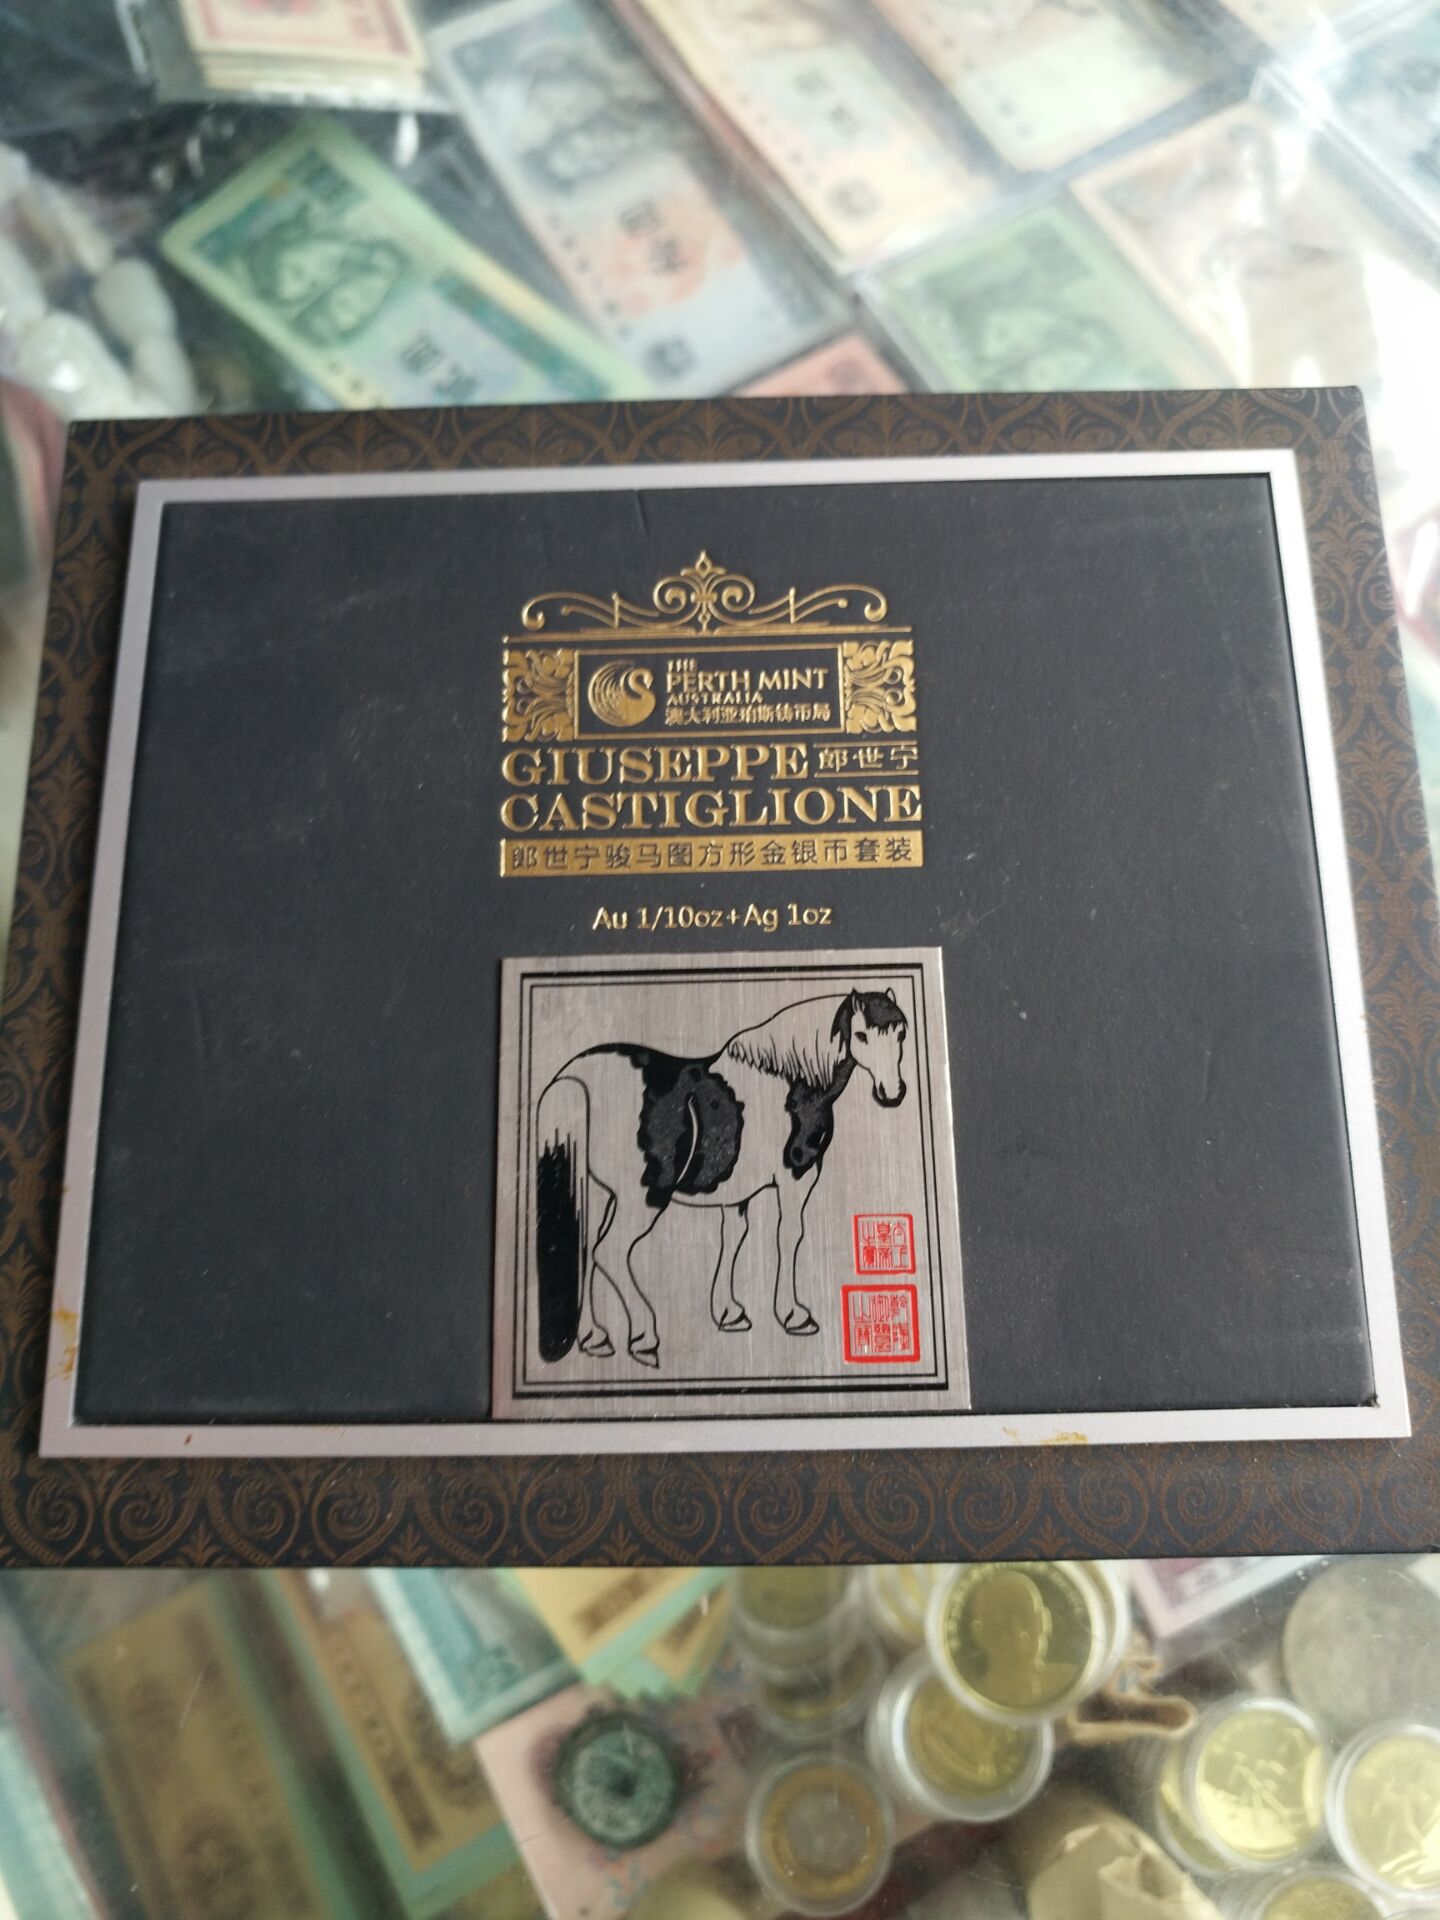 THE
PERTH MINT
AUSTRALIA
澳大利亚珀斯铸币局
GIUSEPPE 郎世宁
CASTIGLIONE
郎世宁骏马图方形金银币套装
Au 1/10oz+Ag 1oz